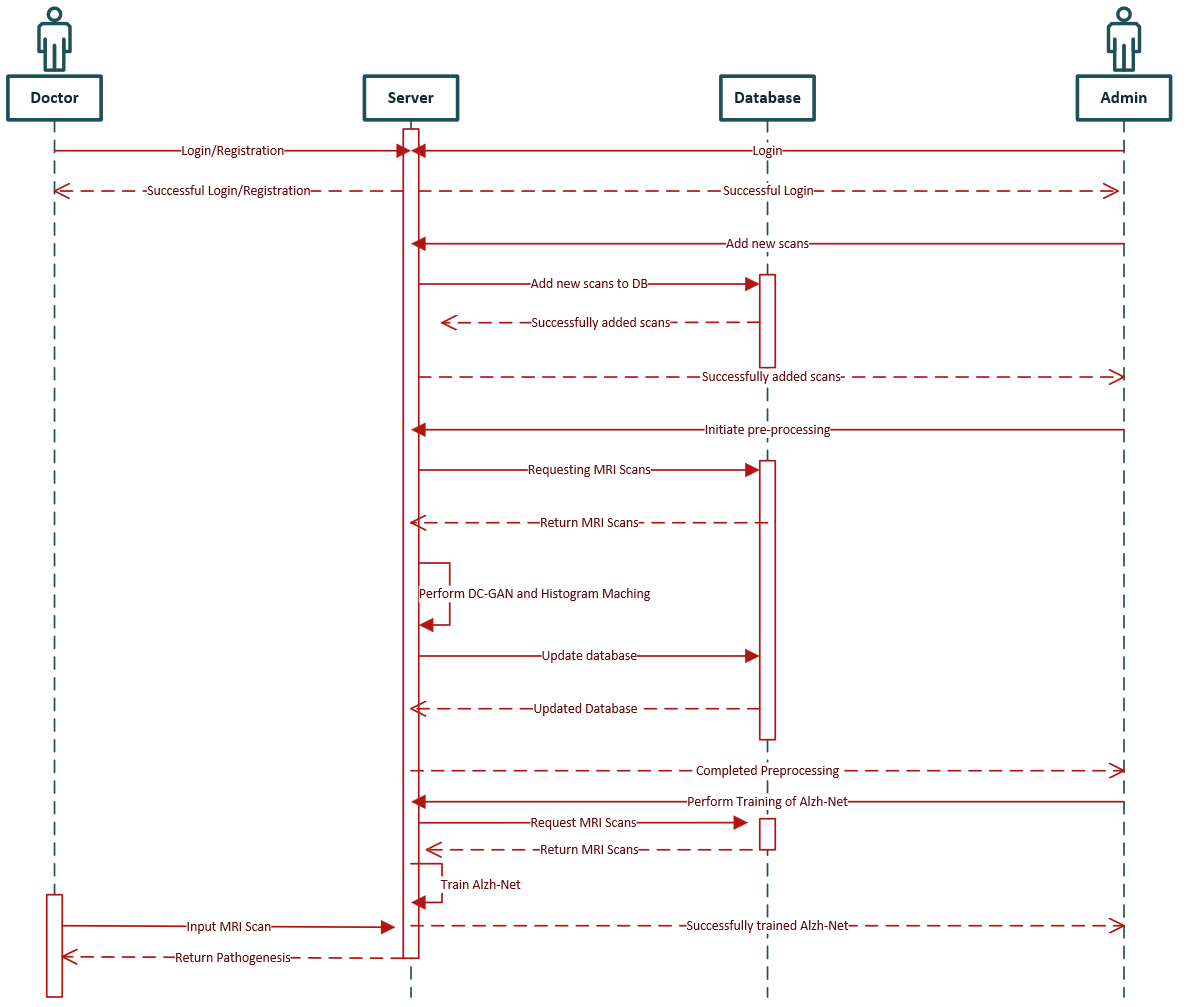 Doctor
Server
Database
Admin
Login/Registration
Login
Successful Login/Registration
Successful Login
Add new scans
Add new scans to DB
Successfully added scans
Successfully added scans
Initiate pre-processing
Requesting MRI Scans
Return MRI Scans
Perform DC-GAN and Histogram Maching
Update database
Updated Database
Completed Preprocessing
Perform Training of Alzh-Net
Request MRI Scans
Return MRI Scans
Train Alzh-Net
Input MRI Scan
Successfully trained Alzh-Net
Return Pathogenesis